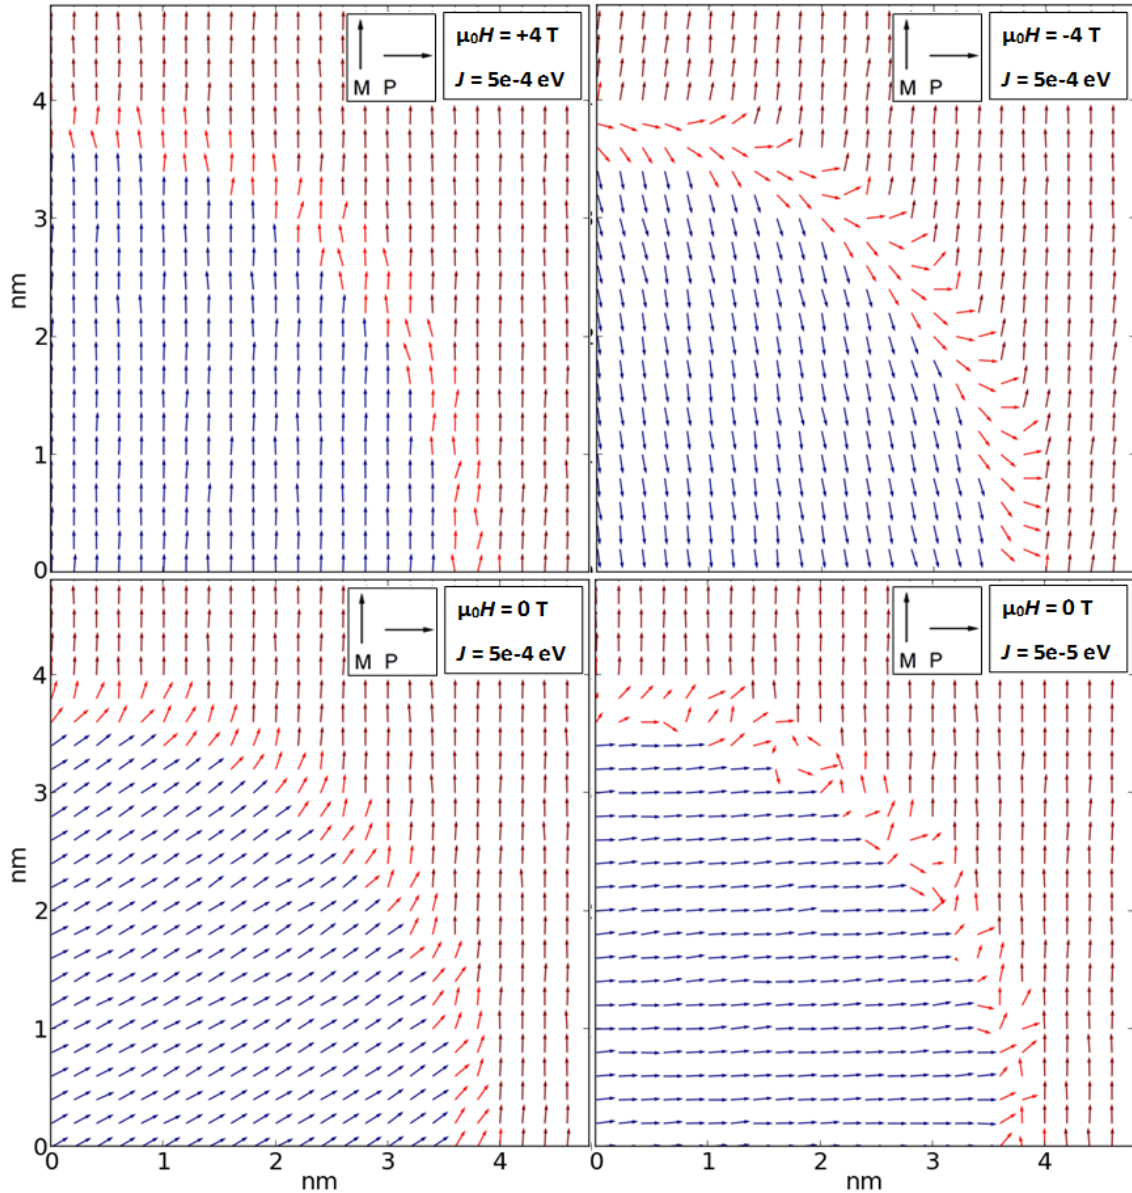 M P
μ₀H = +4 T
J = 5e-4 eV
M P
μ₀H = -4 T
J = 5e-4 eV
4
3
2
1
0
nm
M P
μ₀H = 0 T
J = 5e-4 eV
M P
μ₀H = 0 T
J = 5e-5 eV
4
3
2
1
0
nm
0 1 2 3 4
nm
0 1 2 3 4
nm